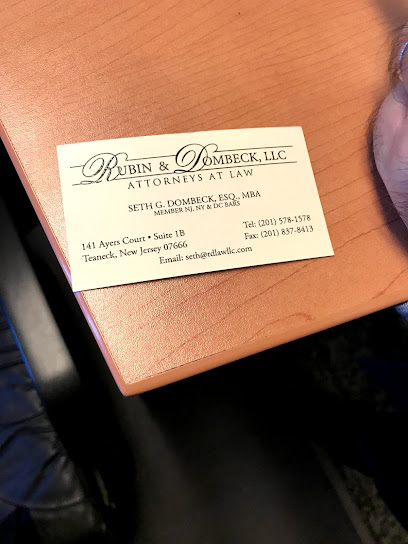 RUBIN & DOMBECK, LLC
ATTORNEYS AT LAW
SETH G. DOMBECK, ESQ., MBA
MEMBER NJ, NY & DC BARS
141 Ayers Court • Suite 1B
Teaneck, New Jersey 07666
Tel: (201) 578-1578
Fax: (201) 837-8413
Email: seth@rdlawllc.com